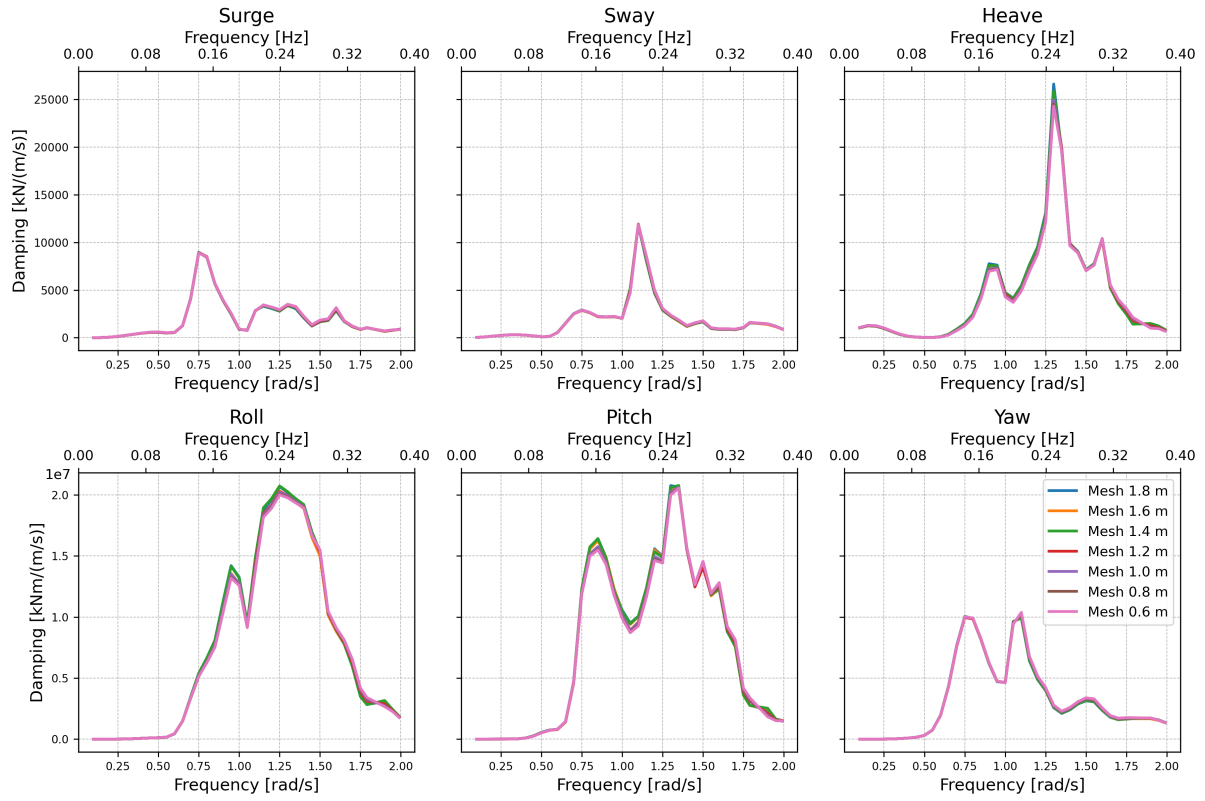 Surge
Sway
Heave
Frequency [Hz]
Frequency [Hz]
Frequency [Hz]
0.00 0.08 0.16 0.24 0.32 0.40
0.00 0.08 0.16 0.24 0.32 0.40
0.00 0.08 0.16 0.24 0.32 0.40
Damping [kN/(m/s)]
25000
20000
15000
10000
5000
0
0.25 0.50 0.75 1.00 1.25 1.50 1.75 2.00
0.25 0.50 0.75 1.00 1.25 1.50 1.75 2.00
0.25 0.50 0.75 1.00 1.25 1.50 1.75 2.00
Frequency [rad/s]
Frequency [rad/s]
Frequency [rad/s]
Roll
Pitch
Yaw
Frequency [Hz]
Frequency [Hz]
Frequency [Hz]
0.00 0.08 0.16 0.24 0.32 0.40
0.00 0.08 0.16 0.24 0.32 0.40
0.00 0.08 0.16 0.24 0.32 0.40
1e7
Damping [kNm/(m/s)]
2.0
1.5
1.0
0.5
0.0
Mesh 1.8 m
Mesh 1.6 m
Mesh 1.4 m
Mesh 1.2 m
Mesh 1.0 m
Mesh 0.8 m
Mesh 0.6 m
0.25 0.50 0.75 1.00 1.25 1.50 1.75 2.00
0.25 0.50 0.75 1.00 1.25 1.50 1.75 2.00
0.25 0.50 0.75 1.00 1.25 1.50 1.75 2.00
Frequency [rad/s]
Frequency [rad/s]
Frequency [rad/s]